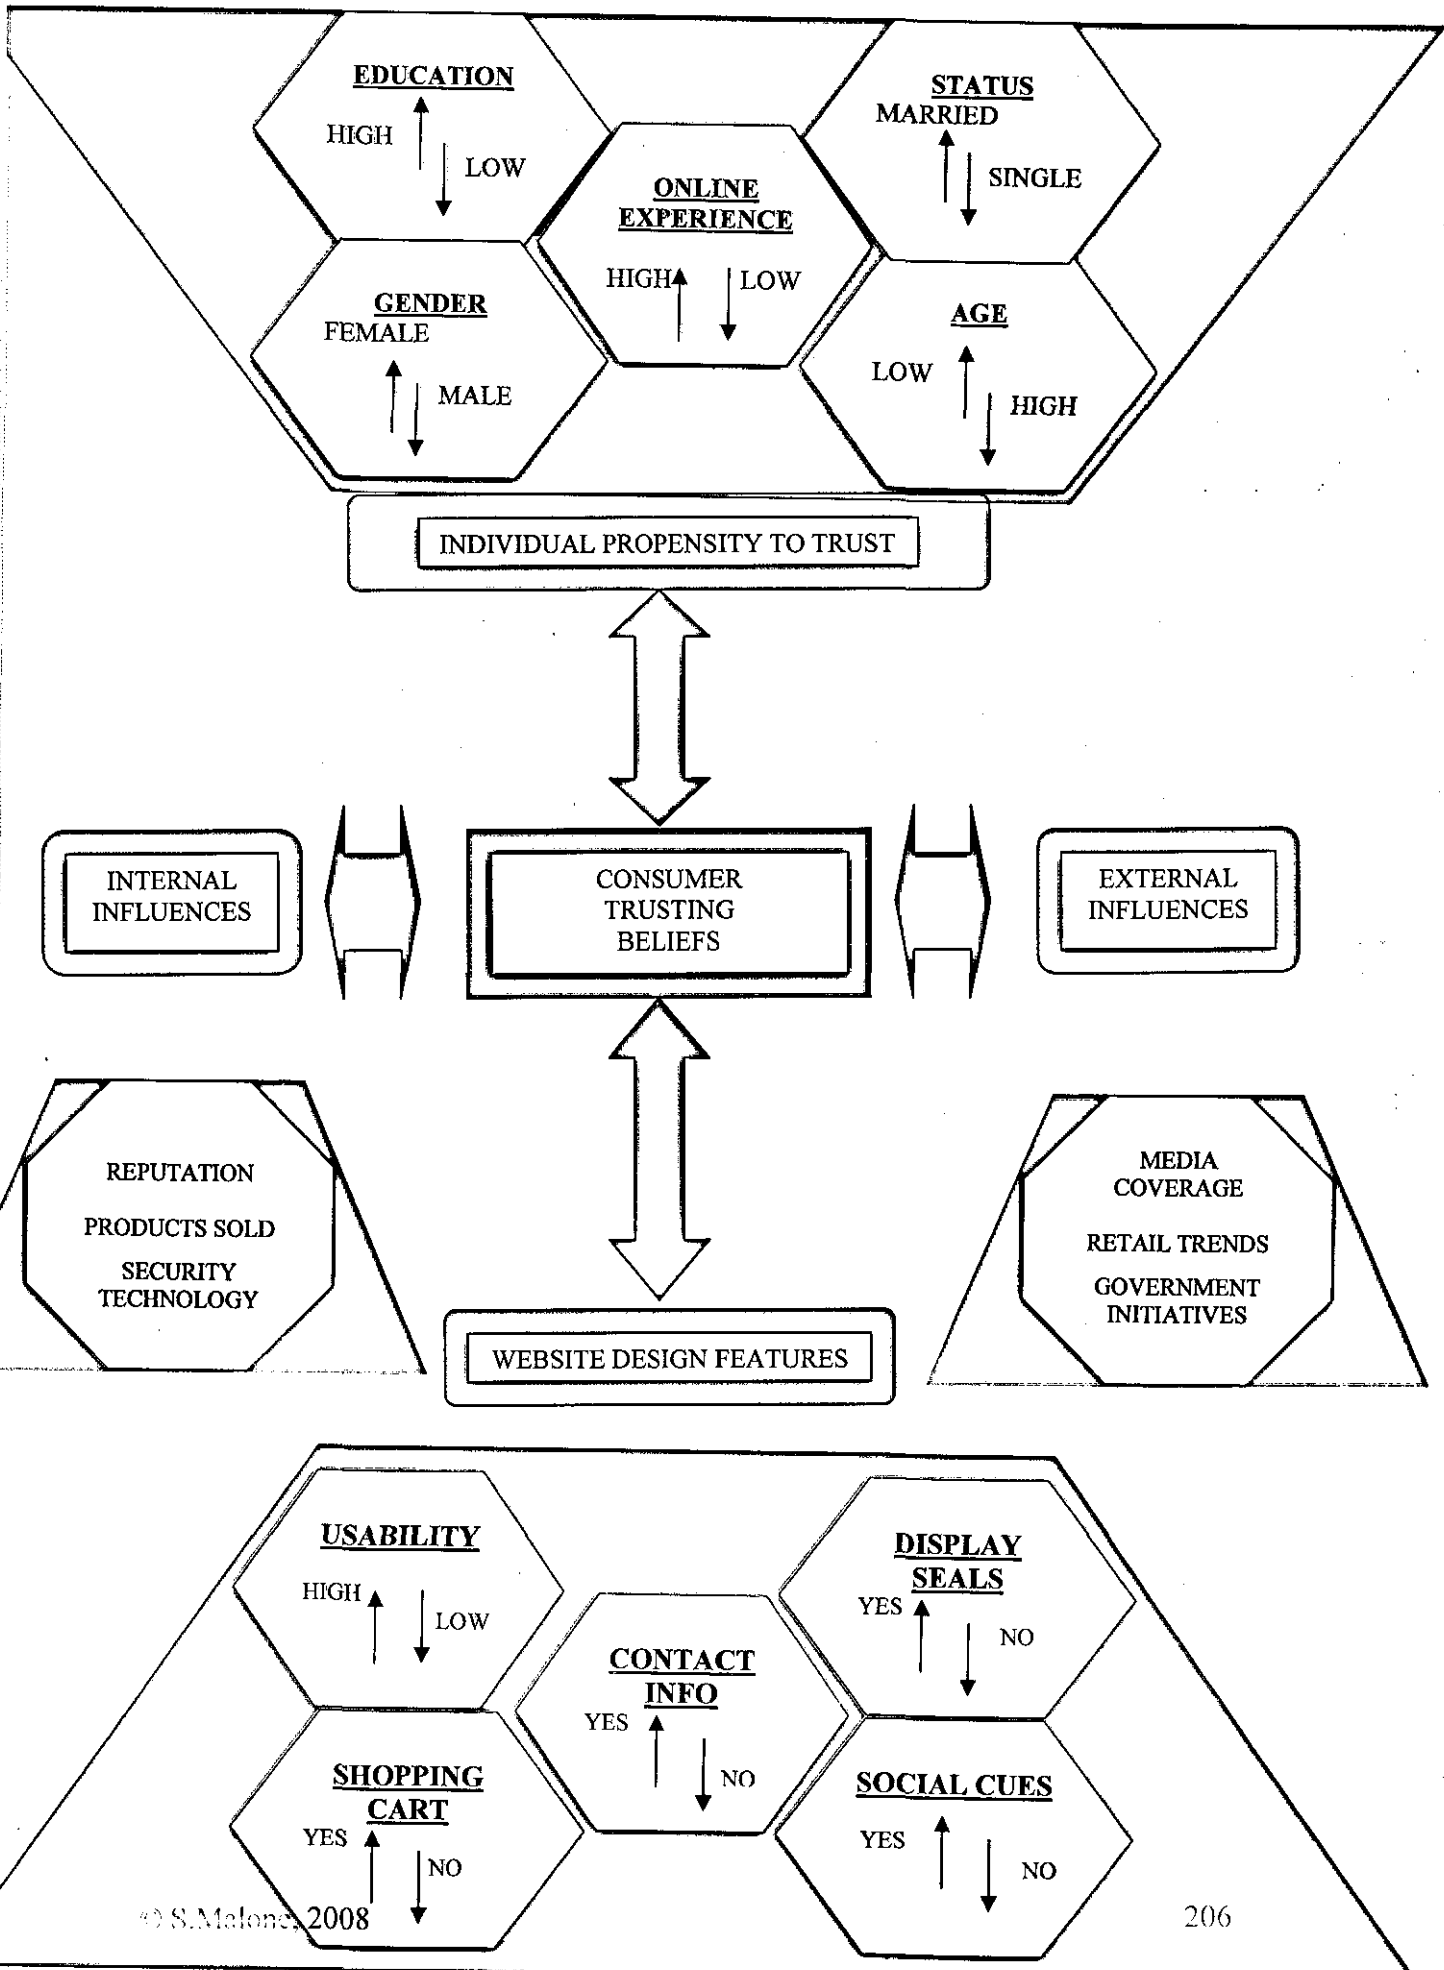 EDUCATION
HIGH
LOW
STATUS
MARRIED
SINGLE
ONLINE
EXPERIENCE
HIGH
LOW
GENDER
FEMALE
MALE
AGE
LOW
HIGH
INDIVIDUAL PROPENSITY TO TRUST
INTERNAL
INFLUENCES
CONSUMER
TRUSTING
BELIEFS
EXTERNAL
INFLUENCES
REPUTATION
PRODUCTS SOLD
SECURITY
TECHNOLOGY
MEDIA
COVERAGE
RETAIL TRENDS
GOVERNMENT
INITIATIVES
WEBSITE DESIGN FEATURES
USABILITY
HIGH
LOW
DISPLAY
SEALS
YES
NO
CONTACT
INFO
YES
NO
SHOPPING
CART
YES
NO
SOCIAL CUES
YES
NO
© S.Malone, 2008
206